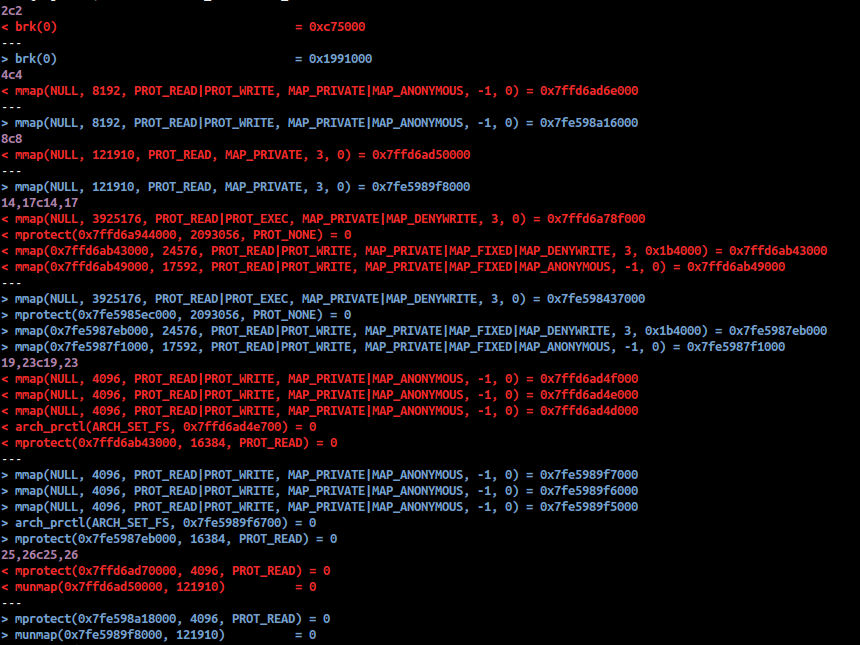 2c2
< brk(0)                                  = 0xc75000
---
> brk(0)                                  = 0x1991000
4c4
< mmap(NULL, 8192, PROT_READ|PROT_WRITE, MAP_PRIVATE|MAP_ANONYMOUS, -1, 0) = 0x7ffd6ad6e000
---
> mmap(NULL, 8192, PROT_READ|PROT_WRITE, MAP_PRIVATE|MAP_ANONYMOUS, -1, 0) = 0x7fe598a16000
8c8
< mmap(NULL, 121910, PROT_READ, MAP_PRIVATE, 3, 0) = 0x7ffd6ad50000
---
> mmap(NULL, 121910, PROT_READ, MAP_PRIVATE, 3, 0) = 0x7fe5989f8000
14,17c14,17
< mmap(NULL, 3925176, PROT_READ|PROT_EXEC, MAP_PRIVATE|MAP_DENYWRITE, 3, 0) = 0x7ffd6a78f000
< mprotect(0x7ffd6a944000, 2093056, PROT_NONE) = 0
< mmap(0x7ffd6ab43000, 24576, PROT_READ|PROT_WRITE, MAP_PRIVATE|MAP_FIXED|MAP_DENYWRITE, 3, 0x1b4000) = 0x7ffd6ab43000
< mmap(0x7ffd6ab49000, 17592, PROT_READ|PROT_WRITE, MAP_PRIVATE|MAP_FIXED|MAP_ANONYMOUS, -1, 0) = 0x7ffd6ab49000
---
> mmap(NULL, 3925176, PROT_READ|PROT_EXEC, MAP_PRIVATE|MAP_DENYWRITE, 3, 0) = 0x7fe598437000
> mprotect(0x7fe5985ec000, 2093056, PROT_NONE) = 0
> mmap(0x7fe5987eb000, 24576, PROT_READ|PROT_WRITE, MAP_PRIVATE|MAP_FIXED|MAP_DENYWRITE, 3, 0x1b4000) = 0x7fe5987eb000
> mmap(0x7fe5987f1000, 17592, PROT_READ|PROT_WRITE, MAP_PRIVATE|MAP_FIXED|MAP_ANONYMOUS, -1, 0) = 0x7fe5987f1000
19,23c19,23
< mmap(NULL, 4096, PROT_READ|PROT_WRITE, MAP_PRIVATE|MAP_ANONYMOUS, -1, 0) = 0x7ffd6ad4f000
< mmap(NULL, 4096, PROT_READ|PROT_WRITE, MAP_PRIVATE|MAP_ANONYMOUS, -1, 0) = 0x7ffd6ad4e000
< mmap(NULL, 4096, PROT_READ|PROT_WRITE, MAP_PRIVATE|MAP_ANONYMOUS, -1, 0) = 0x7ffd6ad4d000
< arch_prctl(ARCH_SET_FS, 0x7ffd6ad4e700) = 0
< mprotect(0x7ffd6ab43000, 16384, PROT_READ) = 0
---
> mmap(NULL, 4096, PROT_READ|PROT_WRITE, MAP_PRIVATE|MAP_ANONYMOUS, -1, 0) = 0x7fe5989f7000
> mmap(NULL, 4096, PROT_READ|PROT_WRITE, MAP_PRIVATE|MAP_ANONYMOUS, -1, 0) = 0x7fe5989f6000
> mmap(NULL, 4096, PROT_READ|PROT_WRITE, MAP_PRIVATE|MAP_ANONYMOUS, -1, 0) = 0x7fe5989f5000
> arch_prctl(ARCH_SET_FS, 0x7fe5989f6700) = 0
> mprotect(0x7fe5987eb000, 16384, PROT_READ) = 0
25,26c25,26
< mprotect(0x7ffd6ad70000, 4096, PROT_READ) = 0
< munmap(0x7ffd6ad50000, 121910)          = 0
---
> mprotect(0x7fe598a18000, 4096, PROT_READ) = 0
> munmap(0x7fe5989f8000, 121910)          = 0